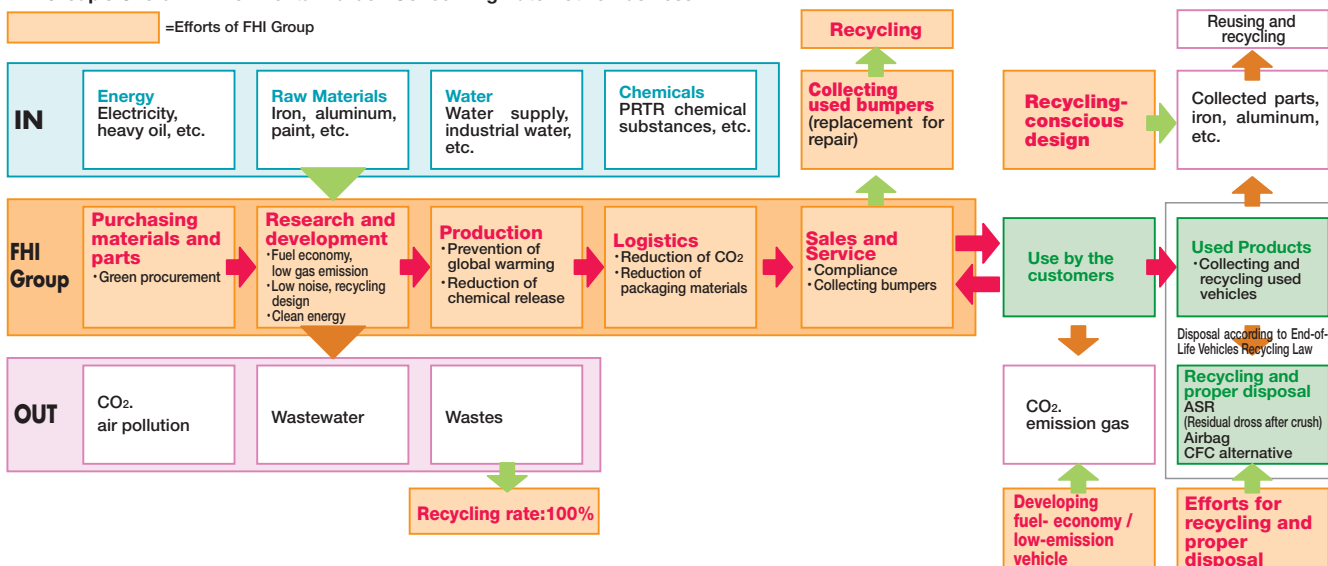 =Efforts of FHI Group
Recycling
Reusing and
recycling
IN
Energy
Electricity,
heavy oil, etc.
Raw Materials
Iron, aluminum,
paint, etc.
Water
Water supply,
industrial water,
etc.
Chemicals
PRTR chemical
substances, etc.
Collecting
used bumpers
(replacement for
repair)
Recycling-
conscious
design
Collected parts,
iron, aluminum,
etc.
FHI
Group
Purchasing
materials and
parts
・Green procurement
Research and
development
・Fuel economy,
low gas emission
・Low noise, recycling
design
・Clean energy
Production
・Prevention of
global warming
・Reduction of
chemical release
Logistics
・Reduction of CO2
・Reduction of
packaging materials
Sales and
Service
・Compliance
・Collecting bumpers
Use by the
customers
Used Products
・Collecting and
recycling used
vehicles
Disposal according to End-of-
Life Vehicles Recycling Law
OUT
CO2.
air pollution
Wastewater
Wastes
CO2.
emission gas
Recycling and
proper disposal
ASR
(Residual dross after crush)
Airbag
CFC alternative
Recycling rate:100%
Developing
fuel- economy /
low-emission
vehicle
Efforts for
recycling and
proper
disposal